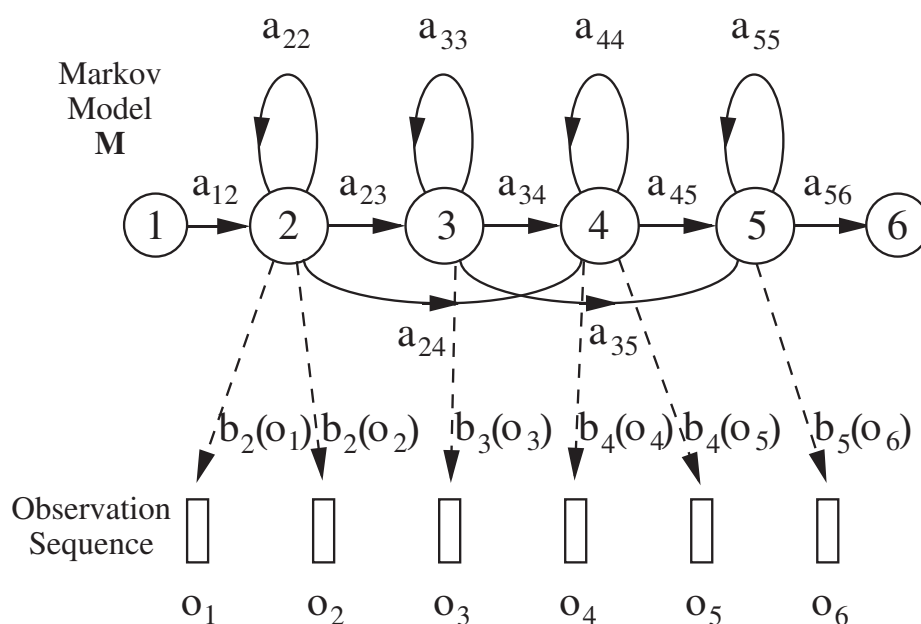 a₂₂ a₃₃ a₄₄ a₅₅
Markov
Model
M
a₁₂ a₂₃ a₃₄ a₄₅ a₅₆
1 2 3 4 5 6
a₂₄ a₃₅
b₂(o₁) b₂(o₂) b₃(o₃) b₄(o₄) b₄(o₅) b₅(o₆)
Observation
Sequence
o₁ o₂ o₃ o₄ o₅ o₆